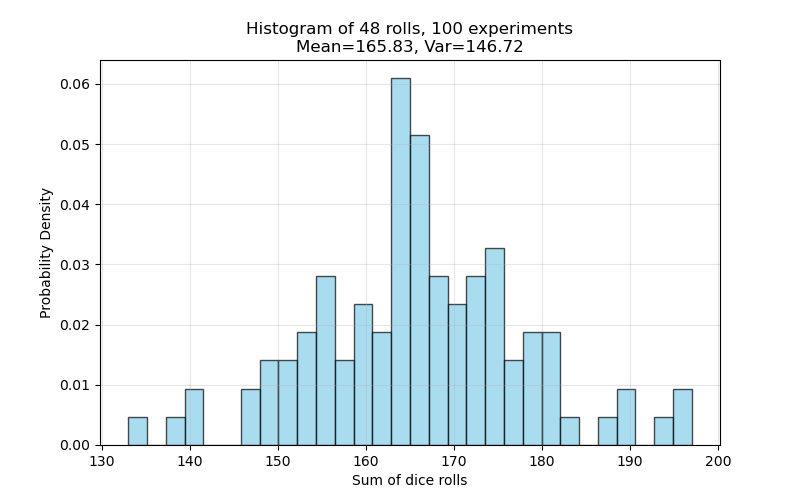 Histogram of 48 rolls, 100 experiments
Mean=165.83, Var=146.72
Probability Density
0.06
0.05
0.04
0.03
0.02
0.01
0.00
130 140 150 160 170 180 190 200
Sum of dice rolls